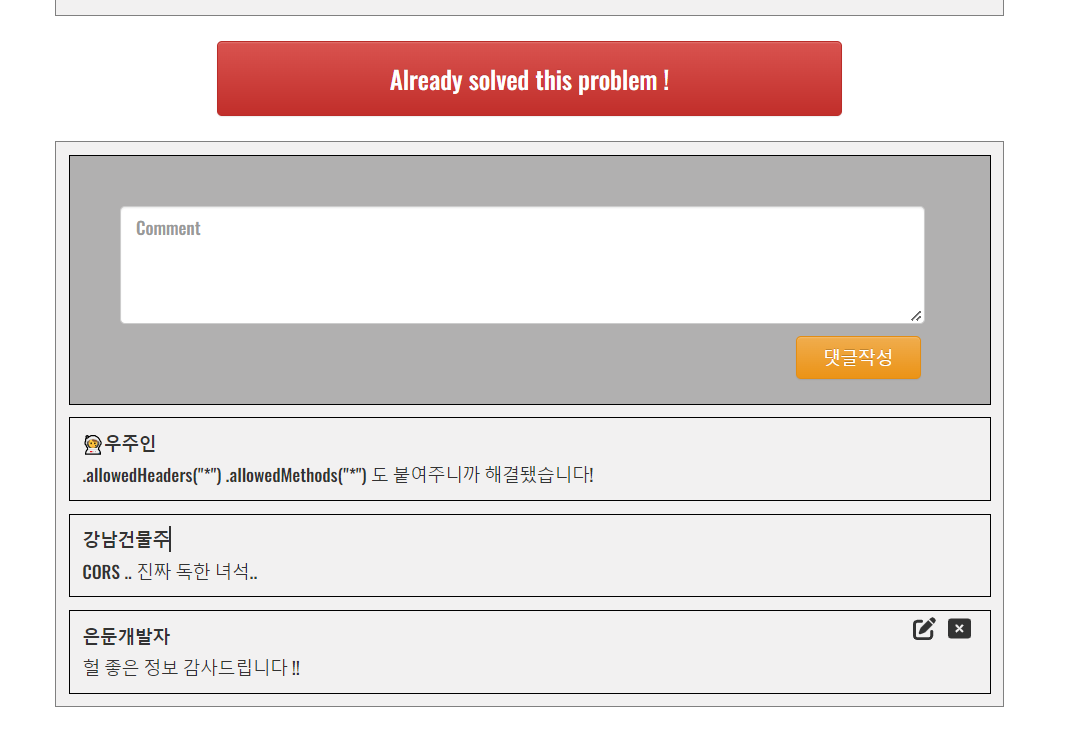 Already solved this problem !
Comment
댓글작성
우주인
.allowedHeaders("*") .allowedMethods("*") 도 붙여주니까 해결됐습니다!
강남건물주
CORS .. 진짜 독한 녀석..
은둔개발자
헐 좋은 정보 감사드립니다 !!